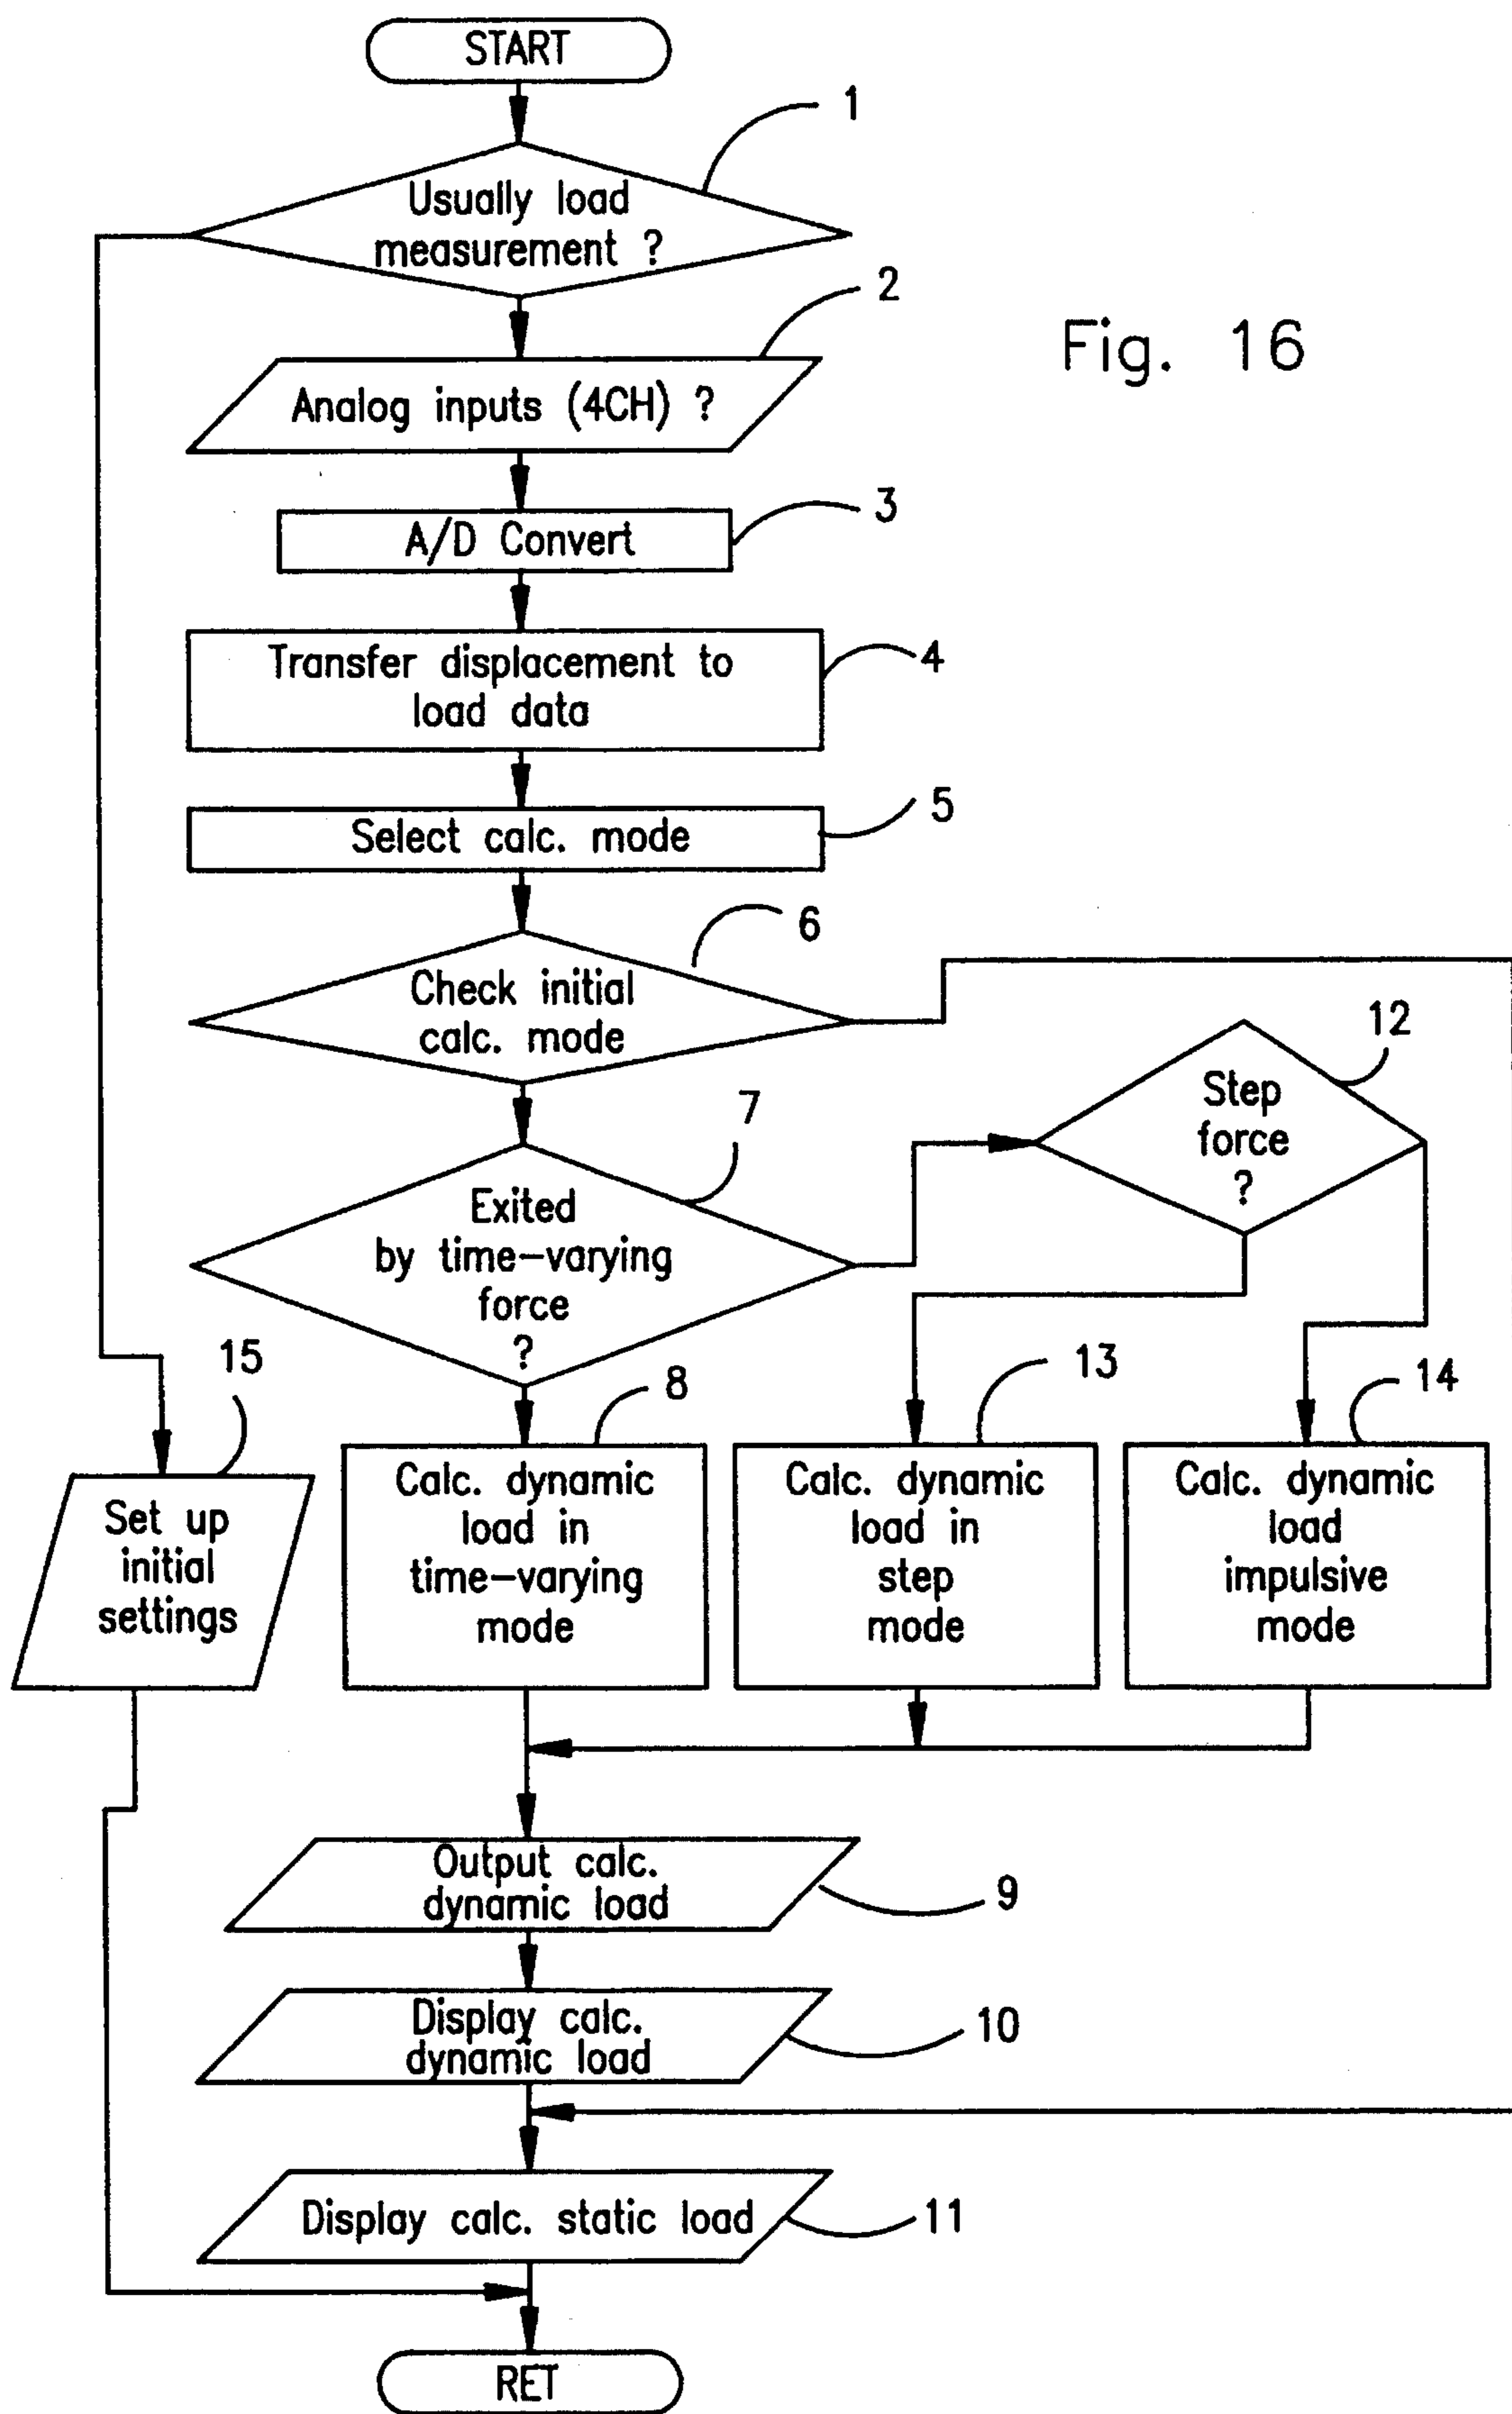 START
1
Usually load
measurement ?
2
Fig. 16
Analog inputs (4CH) ?
3
A/D Convert
4
Transfer displacement to
load data
5
Select calc. mode
6
Check initial
calc. mode
12
Step
force
?
7
Exited
by time-varying
force
?
15
8
13
14
Set up
initial
settings
Calc. dynamic
load in
time-varying
mode
Calc. dynamic
load in
step
mode
Calc. dynamic
load
impulsive
mode
Output calc.
dynamic load
9
Display calc.
dynamic load
10
Display calc. static load
11
RET